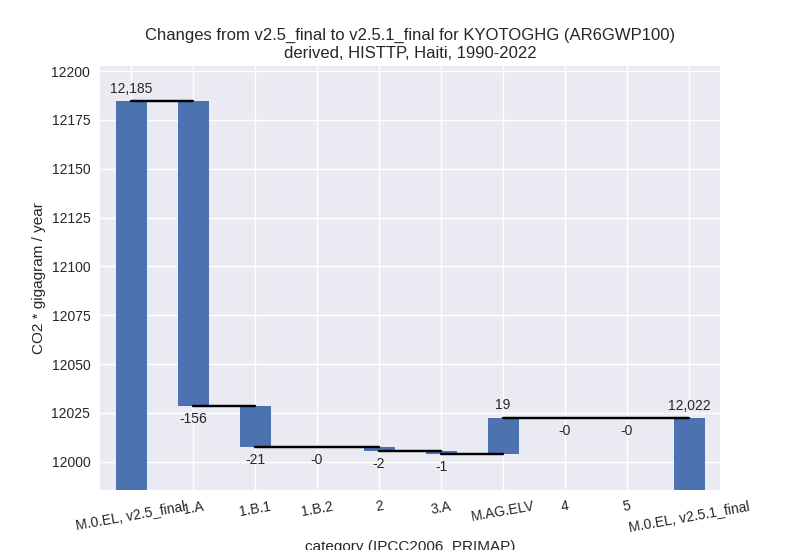 Changes from v2.5_final to v2.5.1_final for KYOTOGHG (AR6GWP100)
derived, HISTTP, Haiti, 1990-2022
CO2 * gigagram / year
12200
12175
12150
12125
12100
12075
12050
12025
12000
12,185
-156
-21
-0
-2
-1
19
-0
-0
12,022
M.0.EL, v2.5_final
1.A
1.B.1
1.B.2
2
3.A
M.AG.ELV
4
5
M.0.EL, v2.5.1_final
category (IPCC2006_PRIMAP)